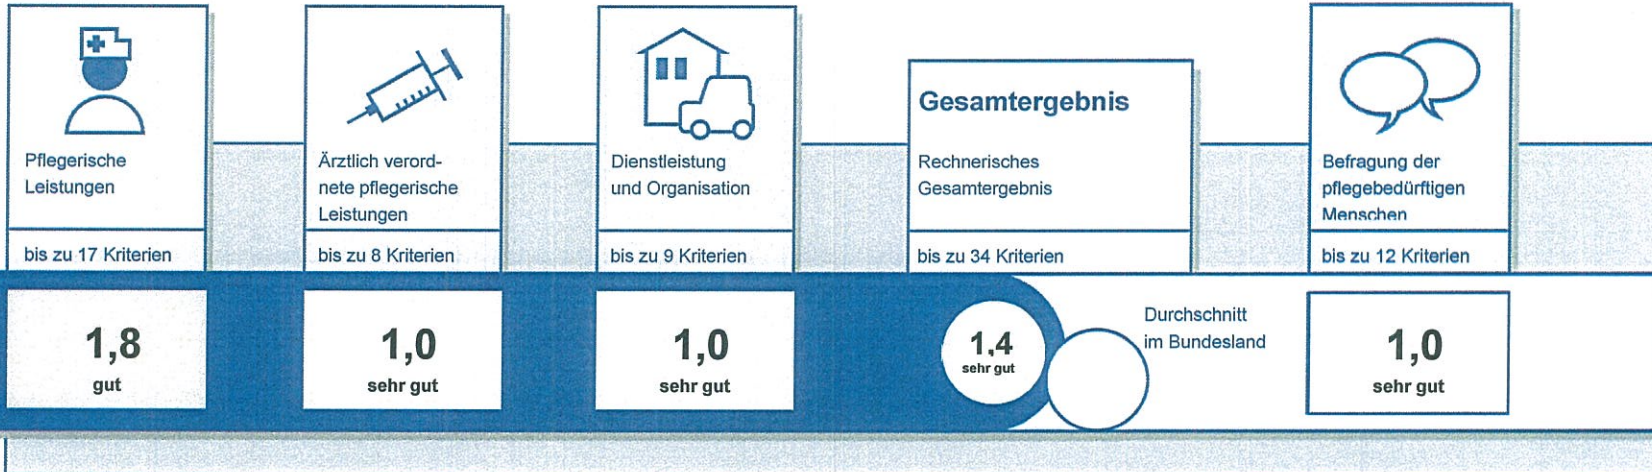 Pflegerische
Leistungen
bis zu 17 Kriterien
1,8
gut
Ärztlich verord-
nete pflegerische
Leistungen
bis zu 8 Kriterien
1,0
sehr gut
Dienstleistung
und Organisation
bis zu 9 Kriterien
1,0
sehr gut
Gesamtergebnis
Rechnerisches
Gesamtergebnis
bis zu 34 Kriterien
1,4
sehr gut
Durchschnitt
im Bundesland
Befragung der
pflegebedürftigen
Menschen
bis zu 12 Kriterien
1,0
sehr gut